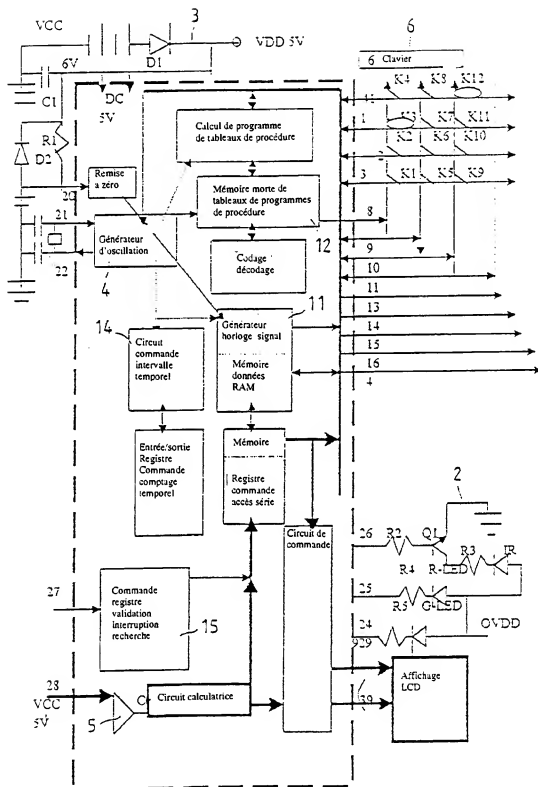 VCC
3
6
D1
VDD 5V
6V
6 Clavier
C1
DC
5V
K4 K8 K12
1 K3 K7 K11
K2 K6 K10
3 K1 K5 K9
Calcul de programme
de tableaux de
procédure
R1
D2
20
Remise
a zéro
Mémoire morte de
tableaux de programmes
de procédure
12
8
21
22
Générateur
d'oscillation
4
Codage
décodage
9
10
11
13
14
15
16
4
14
Circuit
commande
intervalle
temporel
11
Générateur
horloge signal
Mémoire
données
RAM
Entrée/sortie
Registre
Commande
comptage
temporel
Mémoire
Registre
commande
accès série
Circuit de
commande
2
26 R2 Q1
R3 IR
R4 R-LED
25
R5 G-LED
24
929
OVDD
27
Commande
registre
validation
interruption
recherche
15
28
VCC
5V
5
Circuit calculatrice
39
Affichage
LCD